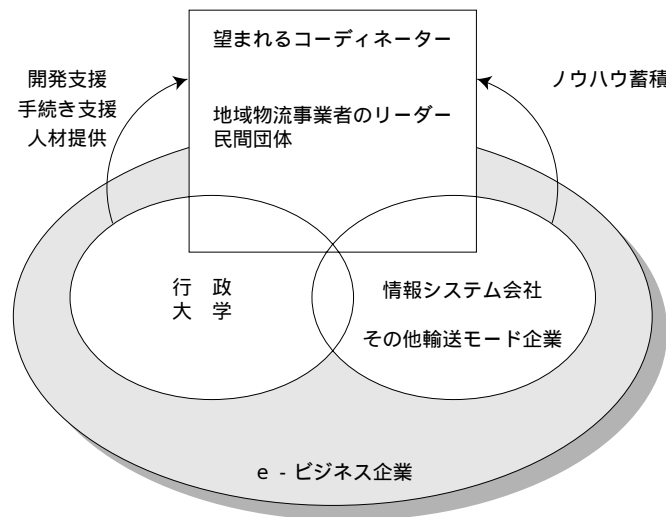 望まれるコーディネーター
開発支援
手続き支援
人材提供
ノウハウ蓄積
地域物流事業者のリーダー
民間団体
行　政
大　学
情報システム会社
その他輸送モード企業
e - ビジネス企業